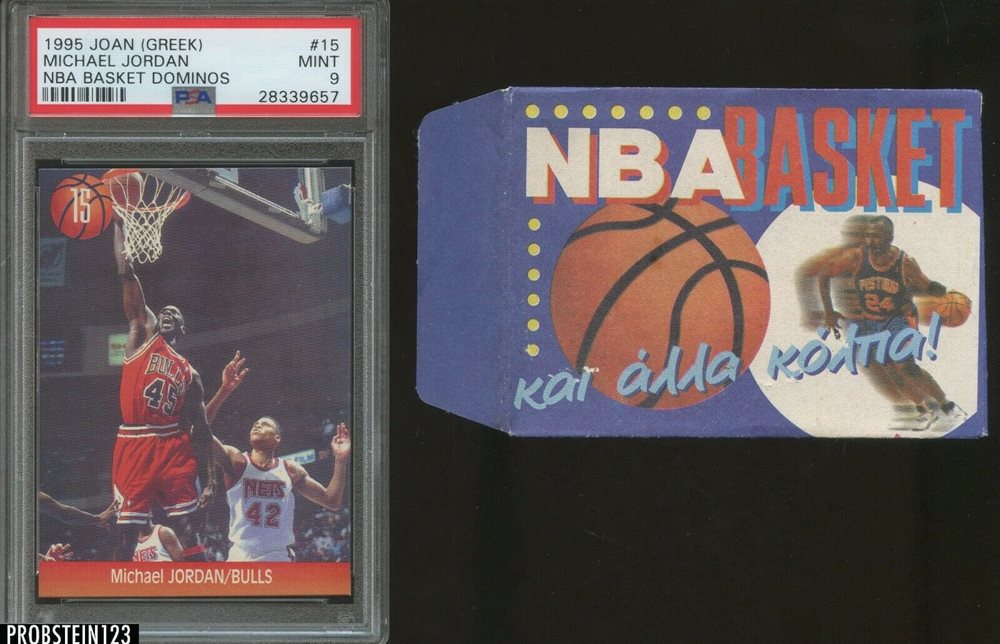 1995 JOAN (GREEK) #15
MICHAEL JORDAN MINT
NBA BASKET DOMINOS 9
PSA
28339657
15
BULLS
45
NETS
42
NETS
Michael JORDAN/BULLS
NBA BASKET
PISTONS
24
και άλλα κόλπα!
PROBSTEIN123